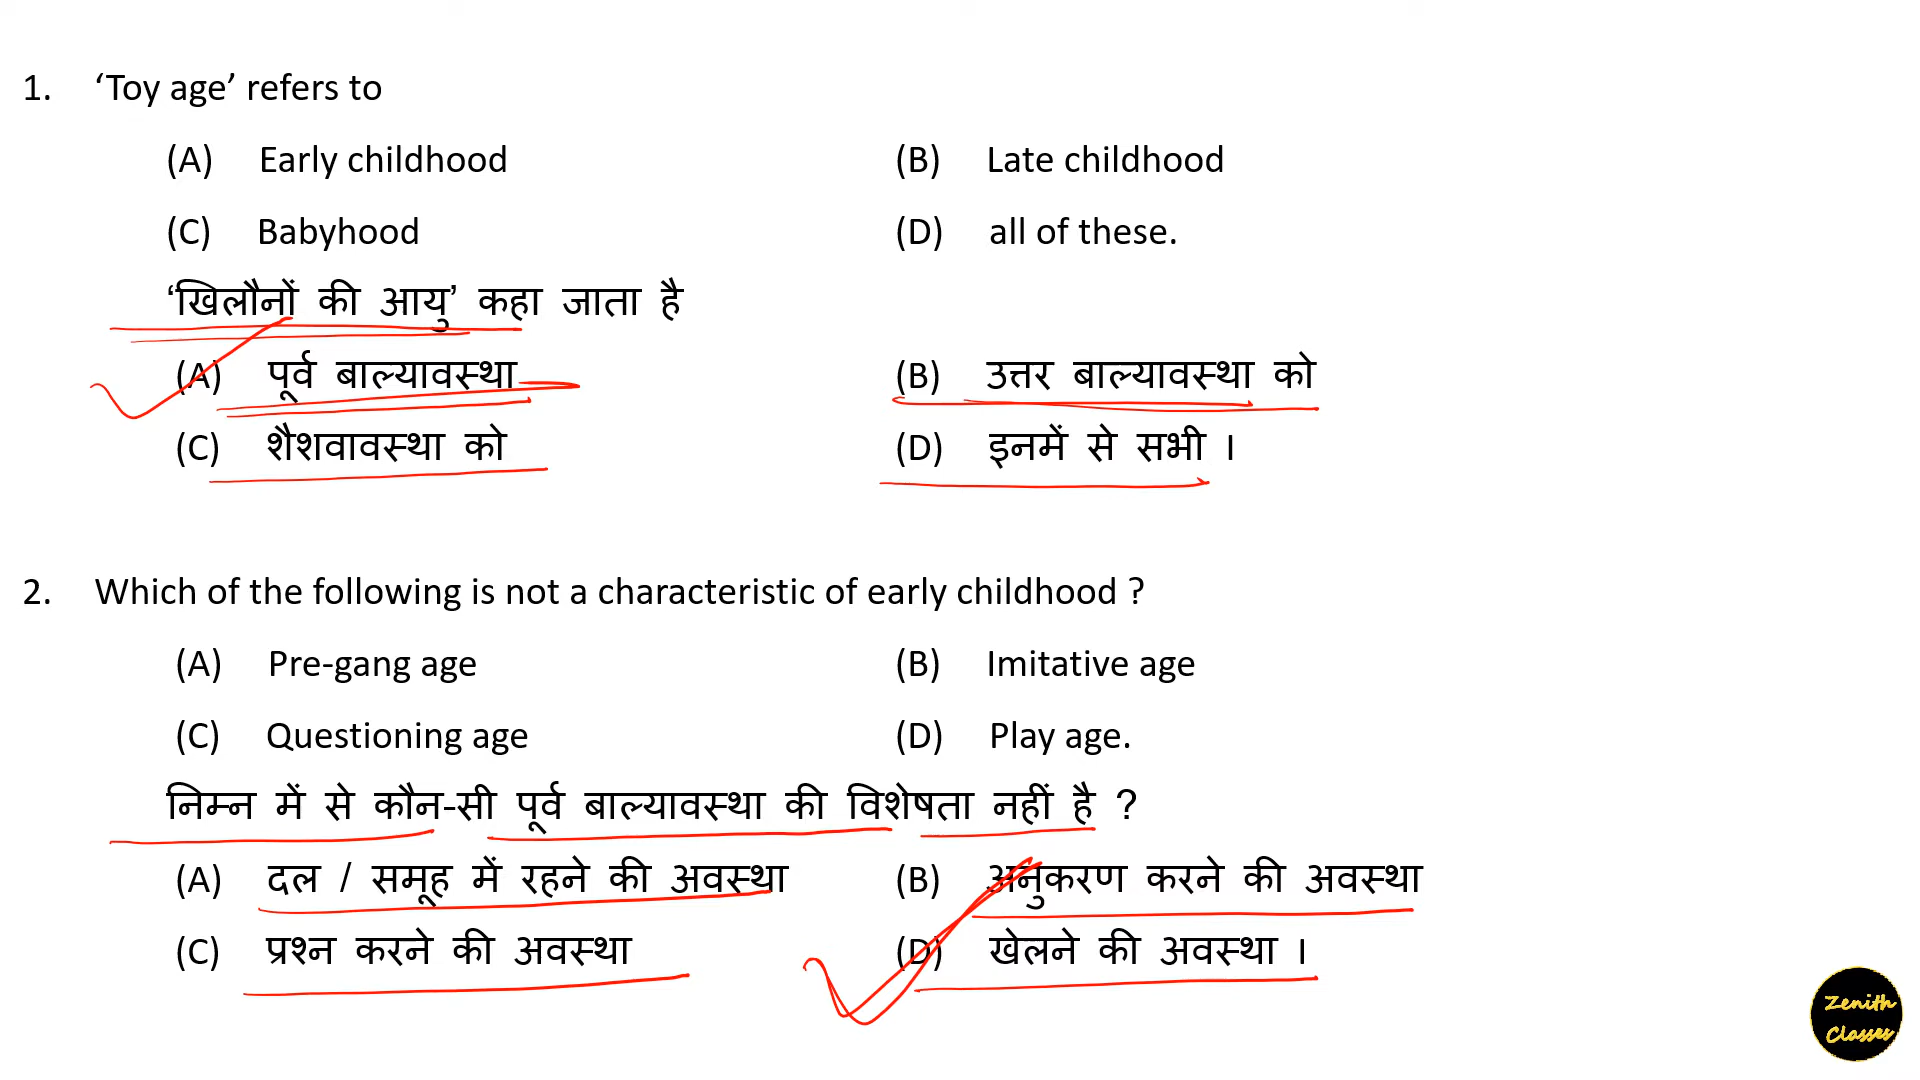 1. ‘Toy age’ refers to
(A) Early childhood (B) Late childhood
(C) Babyhood (D) all of these.
‘खिलौनों की आयु’ कहा जाता है
(A) पूर्व बाल्यावस्था (B) उत्तर बाल्यावस्था को
(C) शैशवावस्था को (D) इनमें से सभी ।
2. Which of the following is not a characteristic of early childhood ?
(A) Pre-gang age (B) Imitative age
(C) Questioning age (D) Play age.
निम्न में से कौन-सी पूर्व बाल्यावस्था की विशेषता नहीं है ?
(A) दल / समूह में रहने की अवस्था (B) अनुकरण करने की अवस्था
(C) प्रश्न करने की अवस्था (D) खेलने की अवस्था ।
Zenith
Classes